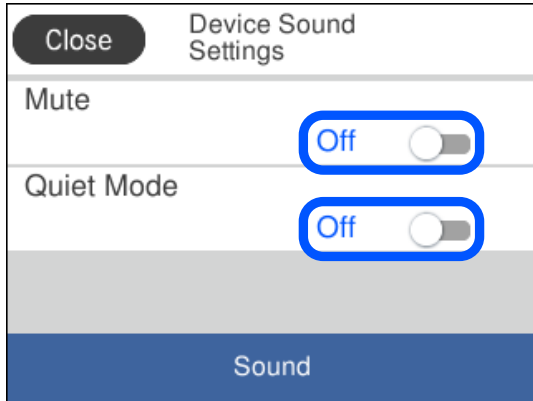 Close
Device Sound
Settings
Mute
Off
Quiet Mode
Off
Sound